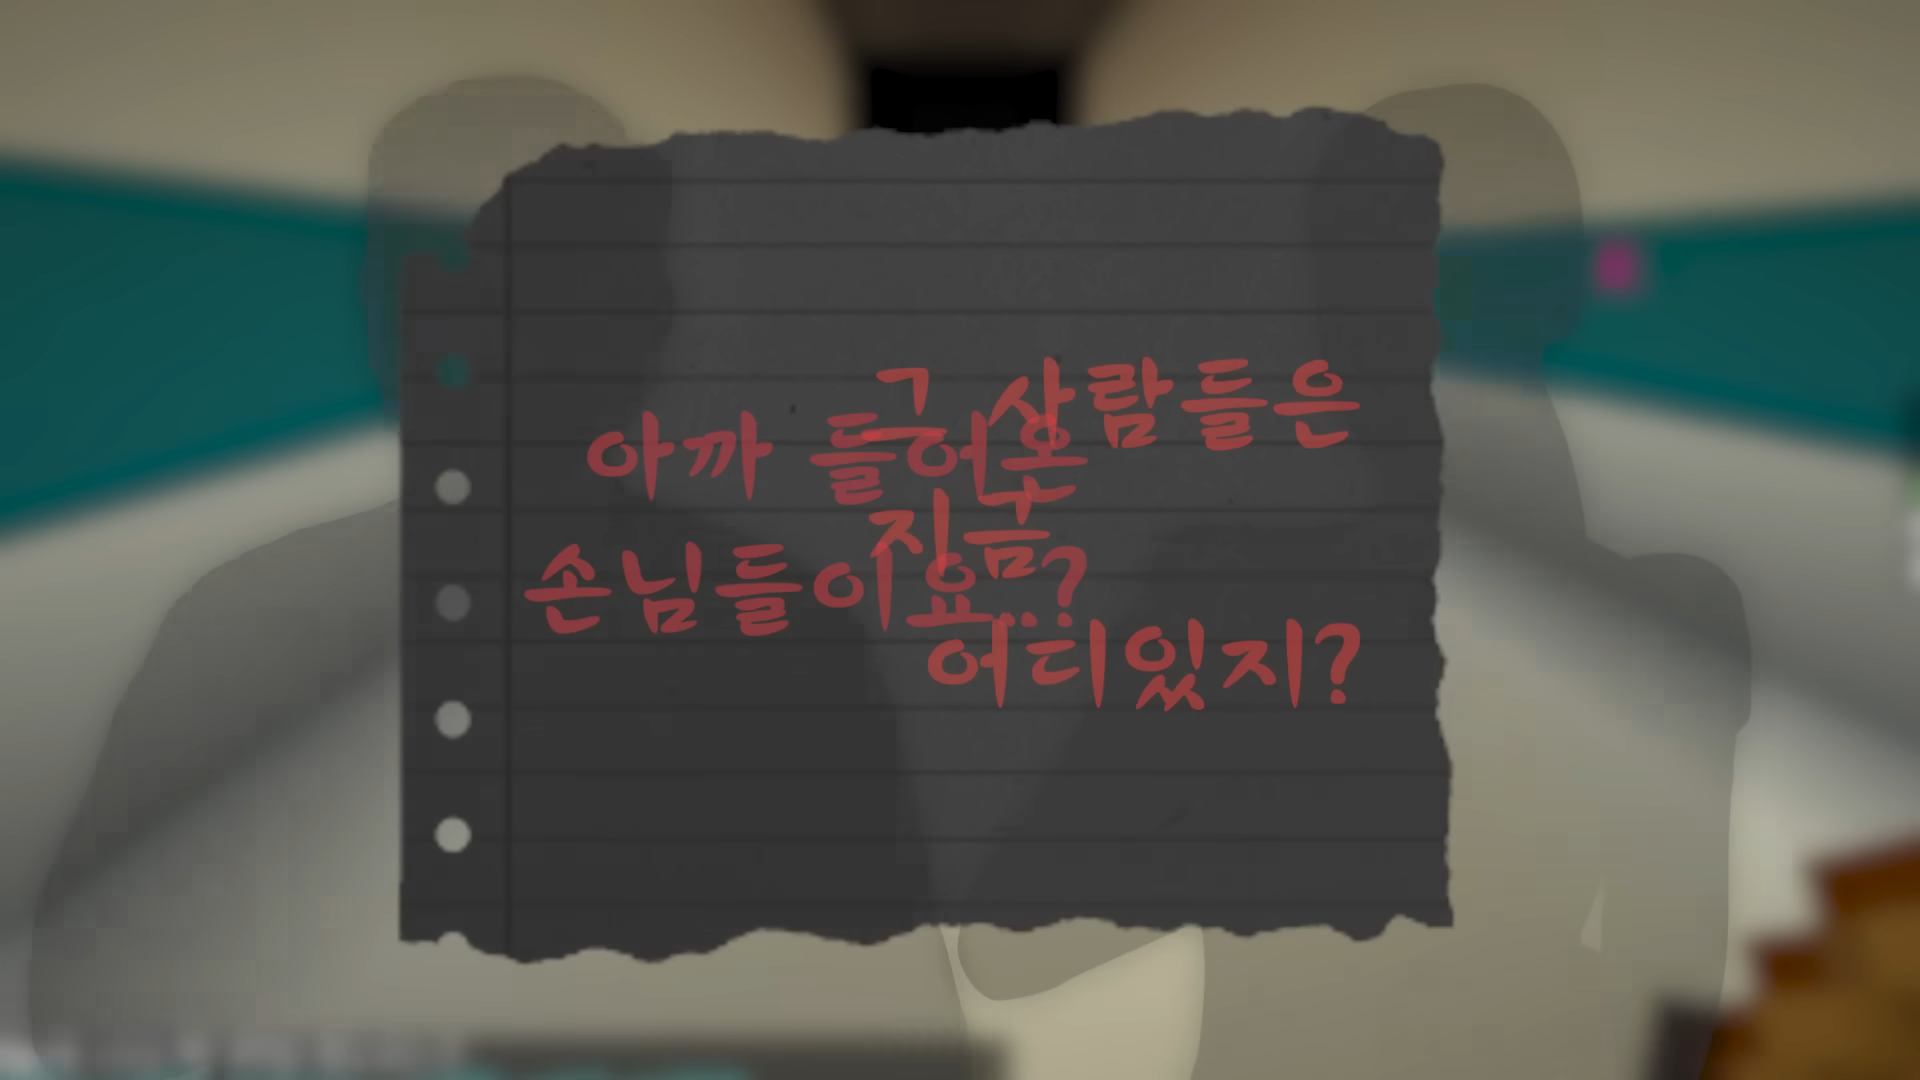 그 사람들은
아까 들어온
지금
손님들이요...?
어디있지?